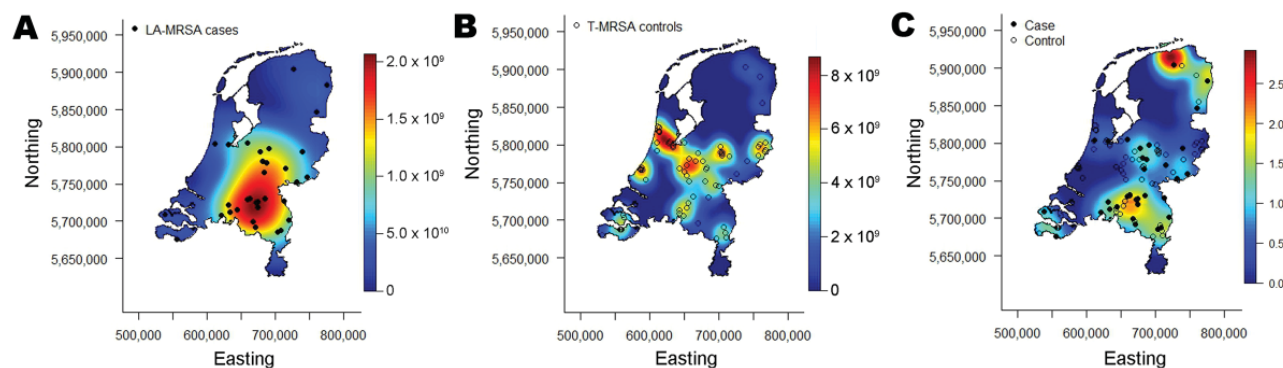 A
LA-MRSA cases
Northing
5,950,000
5,900,000
5,850,000
5,800,000
5,750,000
5,700,000
5,650,000
500,000 600,000 700,000 800,000
Easting
2.0 x 10⁹
1.5 x 10⁹
1.0 x 10⁹
5.0 x 10¹⁰
0
B
T-MRSA controls
Northing
5,950,000
5,900,000
5,850,000
5,800,000
5,750,000
5,700,000
5,650,000
500,000 600,000 700,000 800,000
Easting
8 x 10⁹
6 x 10⁹
4 x 10⁹
2 x 10⁹
0
C
Case
Control
Northing
5,950,000
5,900,000
5,850,000
5,800,000
5,750,000
5,700,000
5,650,000
500,000 600,000 700,000 800,000
Easting
2.5
2.0
1.5
1.0
0.5
0.0